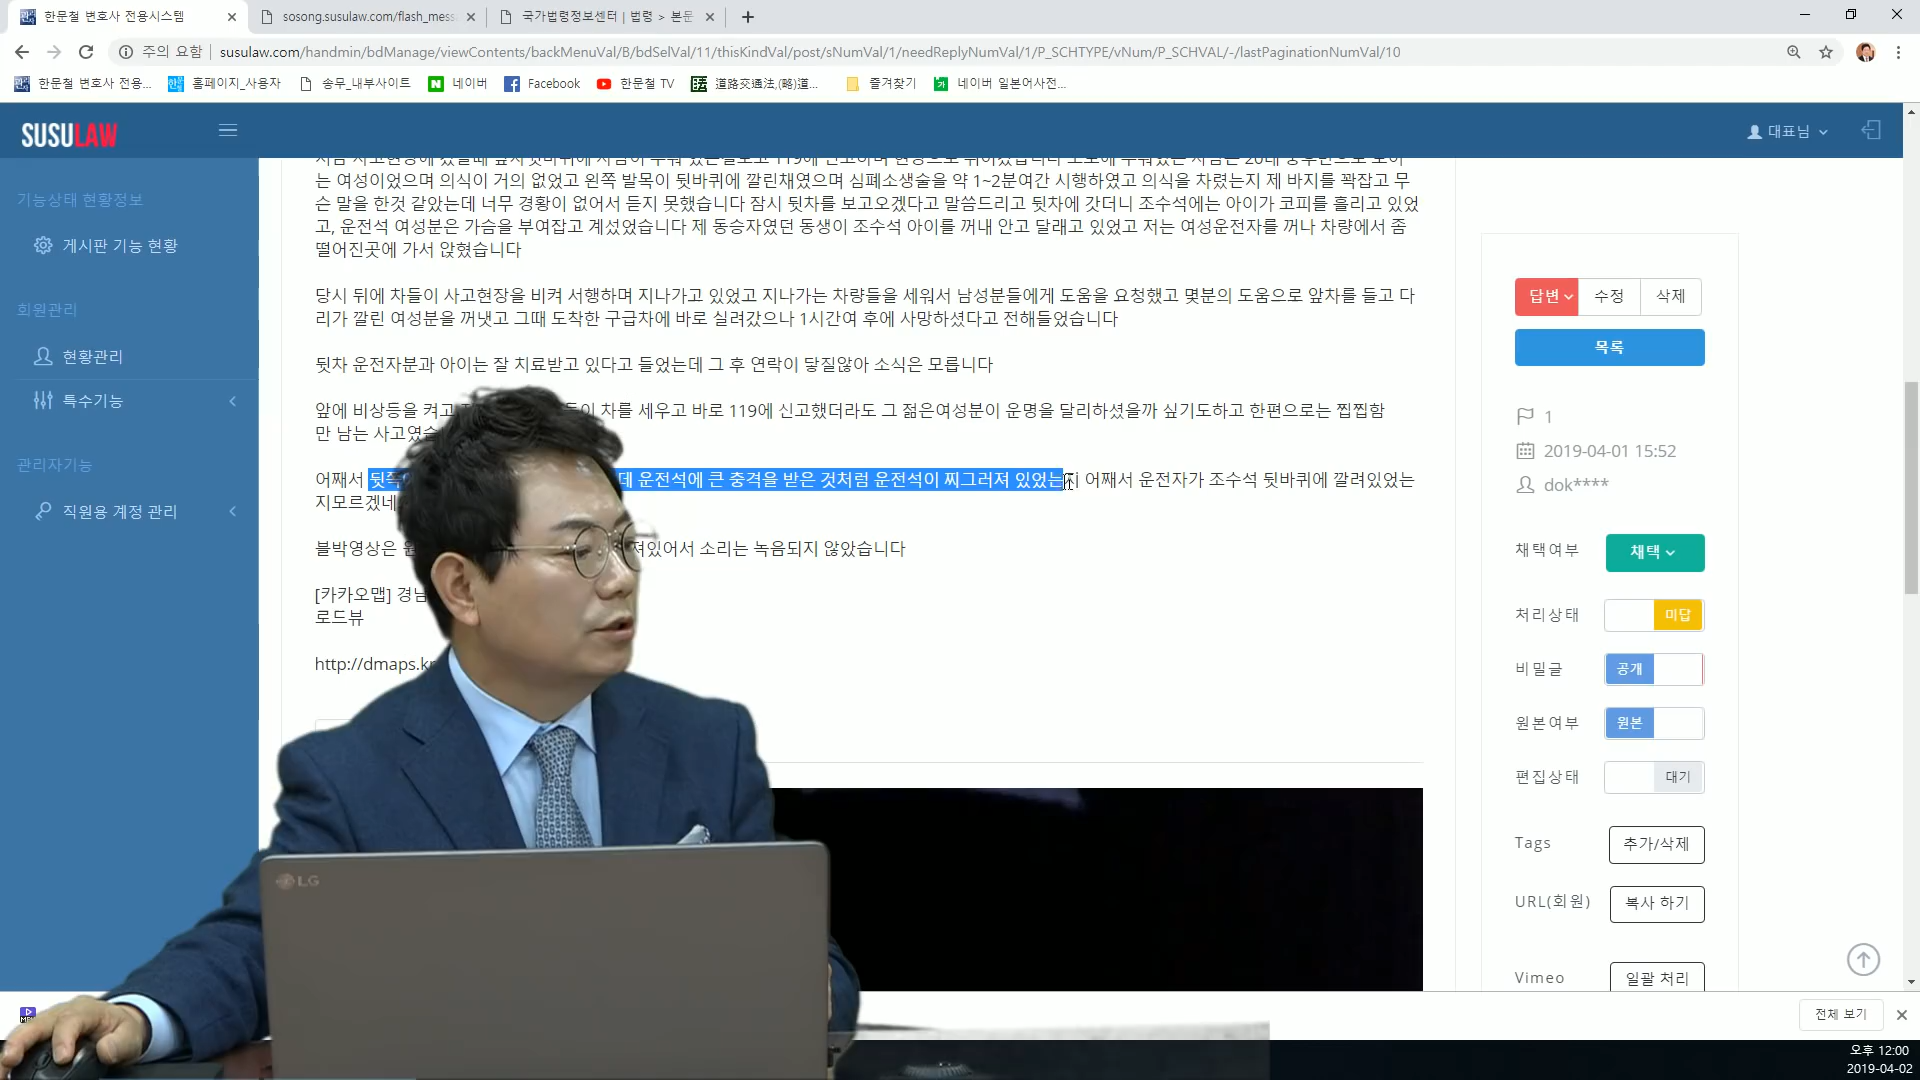 한문철 변호사 전용시스템
sosong.susulaw.com/flash_mess
국가법령정보센터 | 법령 > 본문
주의 요함
susulaw.com/handmin/bdManage/viewContents/backMenuVal/B/bdSelVal/11/thisKindVal/post/sNumVal/1/needReplyNumVal/1/P_SCHTYPE/vNum/P_SCHVAL/-/lastPaginationNumVal/10
한문철 변호사 전용...
홈페이지_사용자
송무_내부사이트
네이버
Facebook
한문철 TV
道路交通法,(略)道...
즐겨찾기
네이버 일본어사전...
SUSULAW
대표님
기능상태 현황정보
게시판 기능 현황
회원관리
현황관리
특수기능
관리자기능
직원용 계정 관리
는 여성이었으며 의식이 거의 없었고 왼쪽 발목이 뒷바퀴에 깔린채였으며 심폐소생술을 약 1~2분여간 시행하였고 의식을 차렸는지 제 바지를 꽉잡고 무
슨 말을 한것 같았는데 너무 경황이 없어서 듣지 못했습니다 잠시 뒷차를 보고오겠다고 말씀드리고 뒷차에 갓더니 조수석에는 아이가 코피를 흘리고 있었
고, 운전석 여성분은 가슴을 부여잡고 계섰었습니다 제 동승자였던 동생이 조수석 아이를 꺼내 안고 달래고 있었고 저는 여성운전자를 꺼나 차량에서 좀
떨어진곳에 가서 앉혔습니다
당시 뒤에 차들이 사고현장을 비켜 서행하며 지나가고 있었고 지나가는 차량들을 세워서 남성분들에게 도움을 요청했고 몇분의 도움으로 앞차를 들고 다
리가 깔린 여성분을 꺼냇고 그때 도착한 구급차에 바로 실려갔으나 1시간여 후에 사망하셨다고 전해들었습니다
뒷차 운전자분과 아이는 잘 치료받고 있다고 들었는데 그 후 연락이 닿질않아 소식은 모릅니다
앞에 비상등을 켜고 차를 세우고 바로 119에 신고했더라도 그 젊은여성분이 운명을 달리하셨을까 싶기도하고 한편으로는 찝찝함
만 남는 사고였습
어째서 뒷쪽 데 운전석에 큰 충격을 받은 것처럼 운전석이 찌그러져 있었는지 어째서 운전자가 조수석 뒷바퀴에 깔려있었는
지모르겠네
블박영상은 져있어서 소리는 녹음되지 않았습니다
[카카오맵] 경남
로드뷰
http://dmaps.kr
답변
수정
삭제
목록
1
2019-04-01 15:52
dok****
채택여부
채택
처리상태
미답
비밀글
공개
원본여부
원본
편집상태
대기
Tags
추가/삭제
URL(회원)
복사 하기
Vimeo
일괄 처리
LG
전체 보기
오후 12:00
2019-04-02